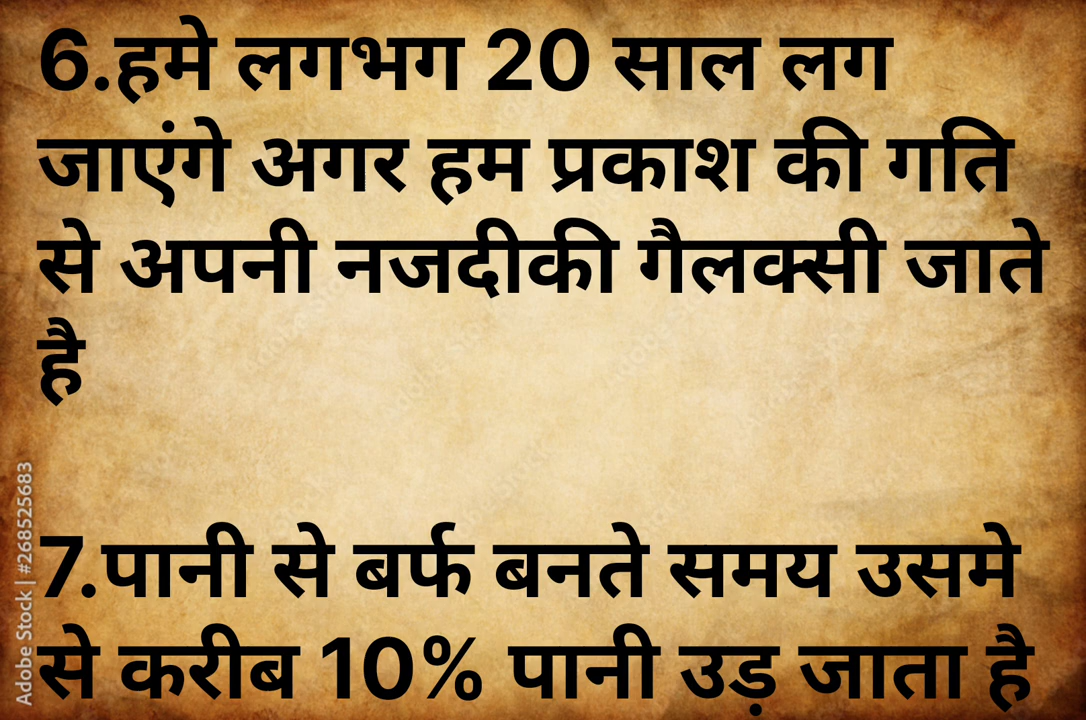 6.हमे लगभग 20 साल लग
जाएंगे अगर हम प्रकाश की गति
से अपनी नजदीकी गैलक्सी जाते
है
7.पानी से बर्फ बनते समय उसमे
से करीब 10% पानी उड़ जाता है
Adobe Stock | #268525683